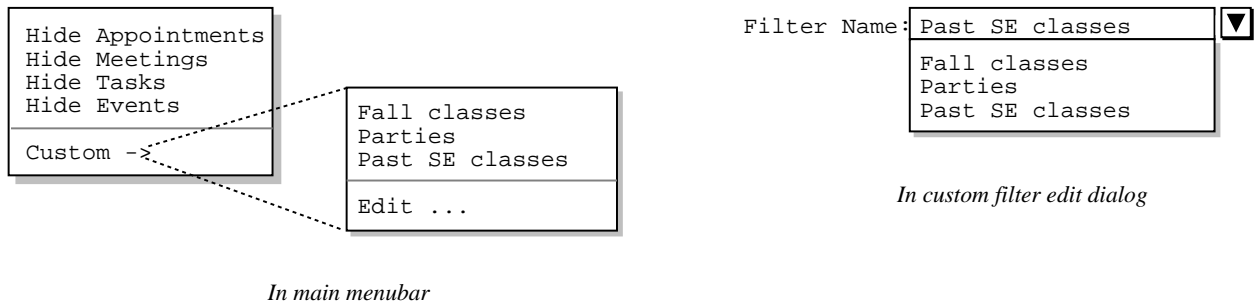 Hide Appointments
Hide Meetings
Hide Tasks
Hide Events
Custom ->
Fall classes
Parties
Past SE classes
Edit ...
In main menubar
Filter Name: Past SE classes
Fall classes
Parties
Past SE classes
In custom filter edit dialog